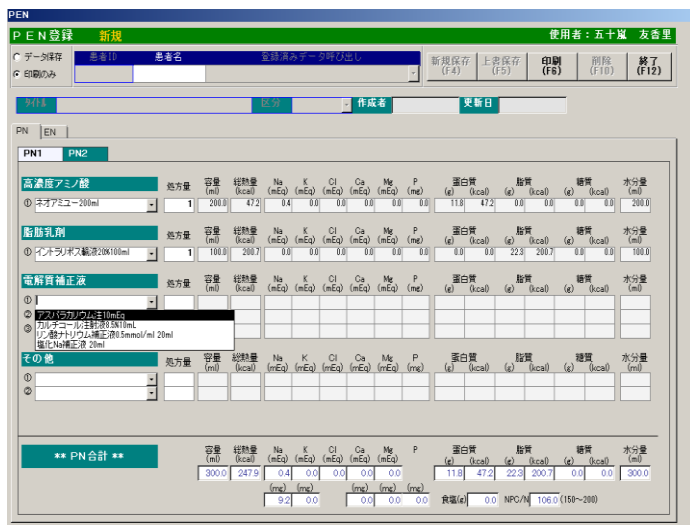 PEN
ＰＥＮ登録 新規 使用者：五十嵐 友香里
データ保存 患者ID 患者名 登録済みデータ呼び出し 新規保存 上書保存 印刷 削除 終了
印刷のみ (F4) (F5) (F6) (F10) (F12)
タイトル 区分 作成者 更新日
PN EN
PN1 PN2
高濃度アミノ酸 処方量 容量 総熱量 Na K Cl Ca Mg P 蛋白質 脂質 糖質 水分量
(ml) (kcal) (mEq) (mEq) (mEq) (mEq) (mEq) (mg) (g) (kcal) (g) (kcal) (g) (kcal) (ml)
① ネオアミユー200ml 1 200.0 47.2 0.4 0.0 0.0 0.0 0.0 0.0 11.8 47.2 0.0 0.0 0.0 0.0 200.0
脂肪乳剤 処方量 容量 総熱量 Na K Cl Ca Mg P 蛋白質 脂質 糖質 水分量
(ml) (kcal) (mEq) (mEq) (mEq) (mEq) (mEq) (mg) (g) (kcal) (g) (kcal) (g) (kcal) (ml)
① イントラリポス輸液20%100ml 1 100.0 200.7 0.0 0.0 0.0 0.0 0.0 0.0 0.0 0.0 22.3 200.7 0.0 0.0 100.0
電解質補正液 処方量 容量 総熱量 Na K Cl Ca Mg P 蛋白質 脂質 糖質 水分量
(ml) (kcal) (mEq) (mEq) (mEq) (mEq) (mEq) (mg) (g) (kcal) (g) (kcal) (g) (kcal) (ml)
①
② アスパラカリウム注10mEq
カルチコール注射液8.5%10mL
③ リン酸ナトリウム補正液0.5mmol/ml 20ml
塩化Na補正液 20ml
その他 処方量 容量 総熱量 Na K Cl Ca Mg P 蛋白質 脂質 糖質 水分量
(ml) (kcal) (mEq) (mEq) (mEq) (mEq) (mEq) (mg) (g) (kcal) (g) (kcal) (g) (kcal) (ml)
①
②
** PN合計 ** 容量 総熱量 Na K Cl Ca Mg P 蛋白質 脂質 糖質 水分量
(ml) (kcal) (mEq) (mEq) (mEq) (mEq) (mEq) (g) (kcal) (g) (kcal) (g) (kcal) (ml)
300.0 247.9 0.4 0.0 0.0 0.0 0.0 11.8 47.2 22.3 200.7 0.0 0.0 300.0
(mg) (mg) (mg) (mg) (mg)
9.2 0.0 0.0 0.0 0.0 食塩(g) 0.0 NPC/N 106.0 (150～200)